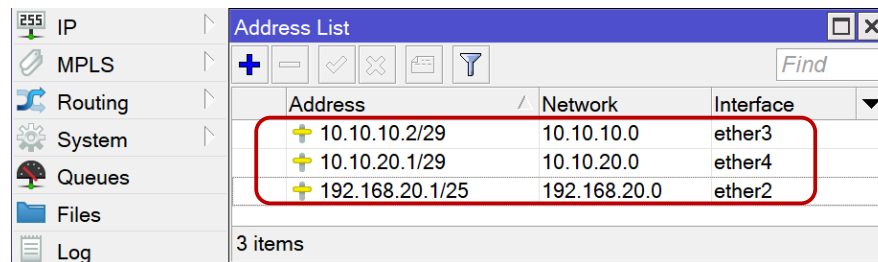 255
IP
MPLS
Routing
System
Queues
Files
Log
Address List
Find
Address Network Interface
10.10.10.2/29 10.10.10.0 ether3
10.10.20.1/29 10.10.20.0 ether4
192.168.20.1/25 192.168.20.0 ether2
3 items